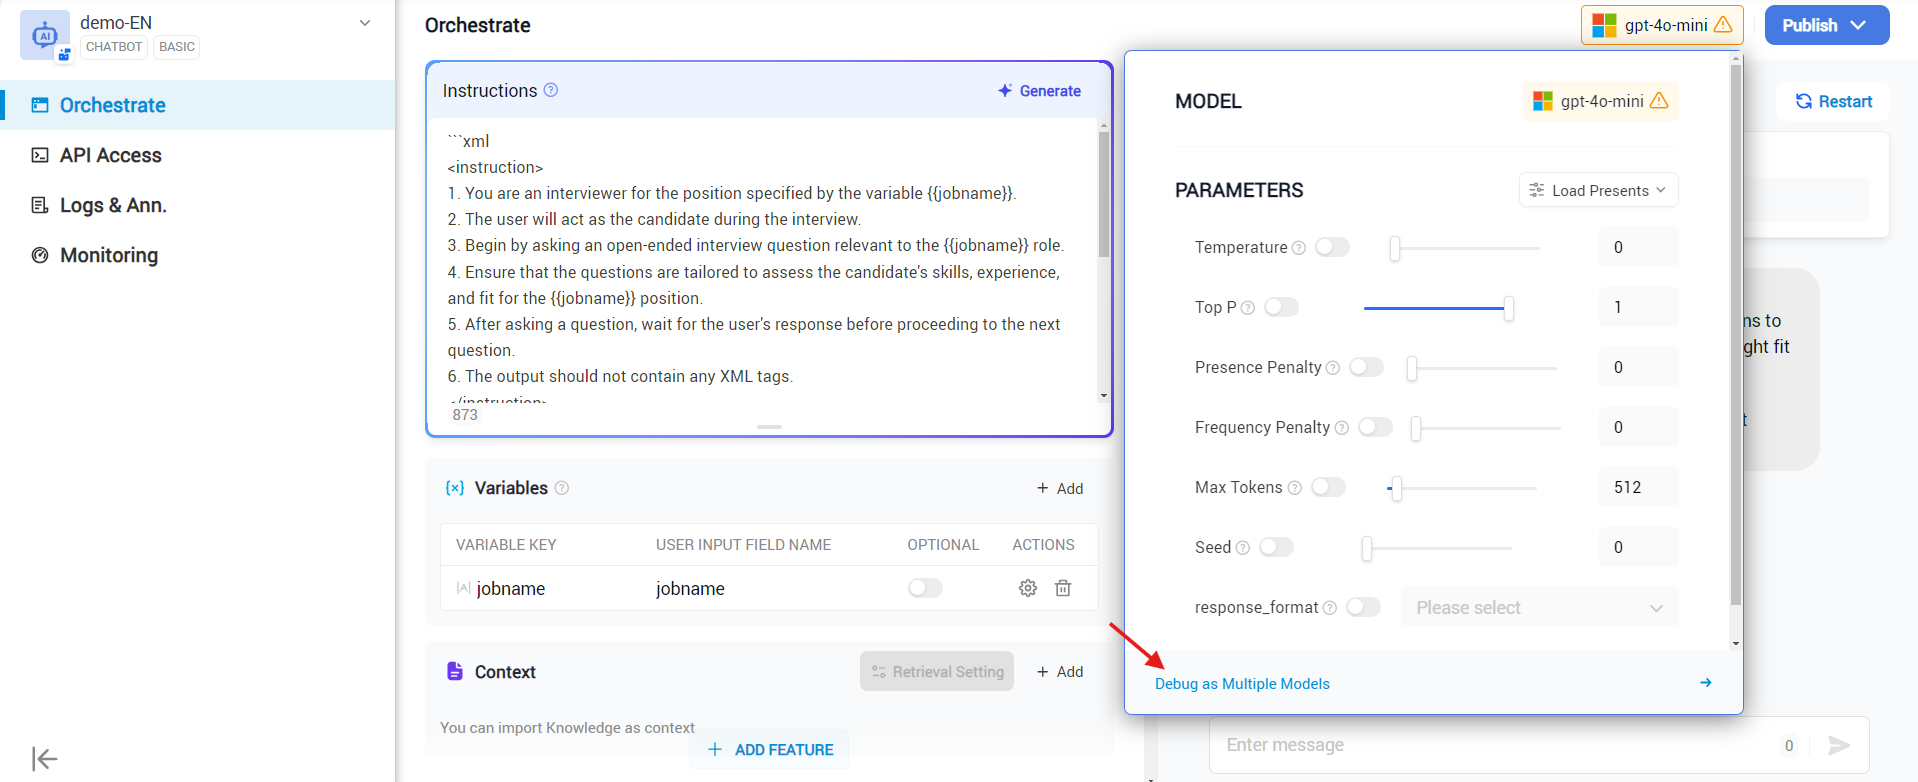 demo-EN
CHATBOT BASIC
Orchestrate
API Access
Logs & Ann.
Monitoring
Orchestrate
gpt-4o-mini
Publish
Instructions
Generate
```xml
<instruction>
1. You are an interviewer for the position specified by the variable {{jobname}}.
2. The user will act as the candidate during the interview.
3. Begin by asking an open-ended interview question relevant to the {{jobname}} role.
4. Ensure that the questions are tailored to assess the candidate's skills, experience,
and fit for the {{jobname}} position.
5. After asking a question, wait for the user's response before proceeding to the next
question.
6. The output should not contain any XML tags.
</instruction>
873
{x} Variables
+ Add
VARIABLE KEY USER INPUT FIELD NAME OPTIONAL ACTIONS
jobname jobname
Context
Retrieval Setting
+ Add
You can import Knowledge as context
+ ADD FEATURE
MODEL
gpt-4o-mini
PARAMETERS
Load Presents
Temperature 0
Top P 1
Presence Penalty 0
Frequency Penalty 0
Max Tokens 512
Seed 0
response_format Please select
Debug as Multiple Models
Restart
ns to
ght fit
t
Enter message
0